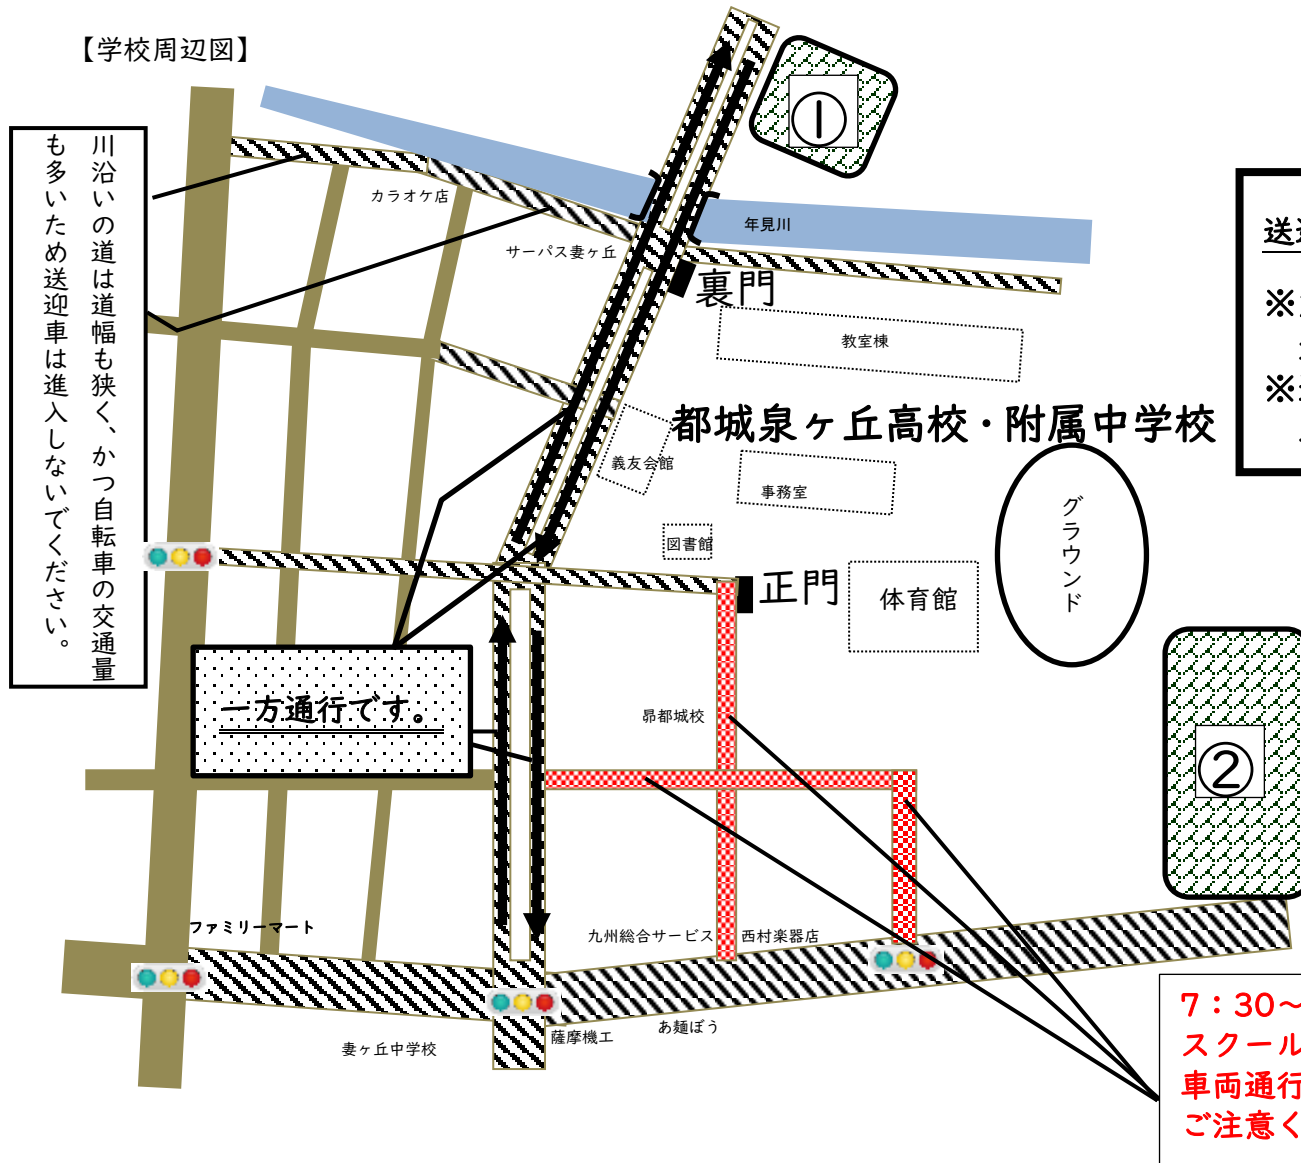 【学校周辺図】
川沿いの道は道幅も狭く、かつ自転車の交通量
も多いため送迎車は進入しないでください。
カラオケ店
サーパス妻ヶ丘
年見川
①
裏門
教室棟
送
※
※
都城泉ヶ丘高校・附属中学校
義友会館
事務室
図書館
グラウンド
正門
体育館
一方通行です。
昴都城校
②
ファミリーマート
九州総合サービス
西村楽器店
あ麺ぼう
薩摩機工
妻ヶ丘中学校
7：30～
スクール
車両通行
ご注意く